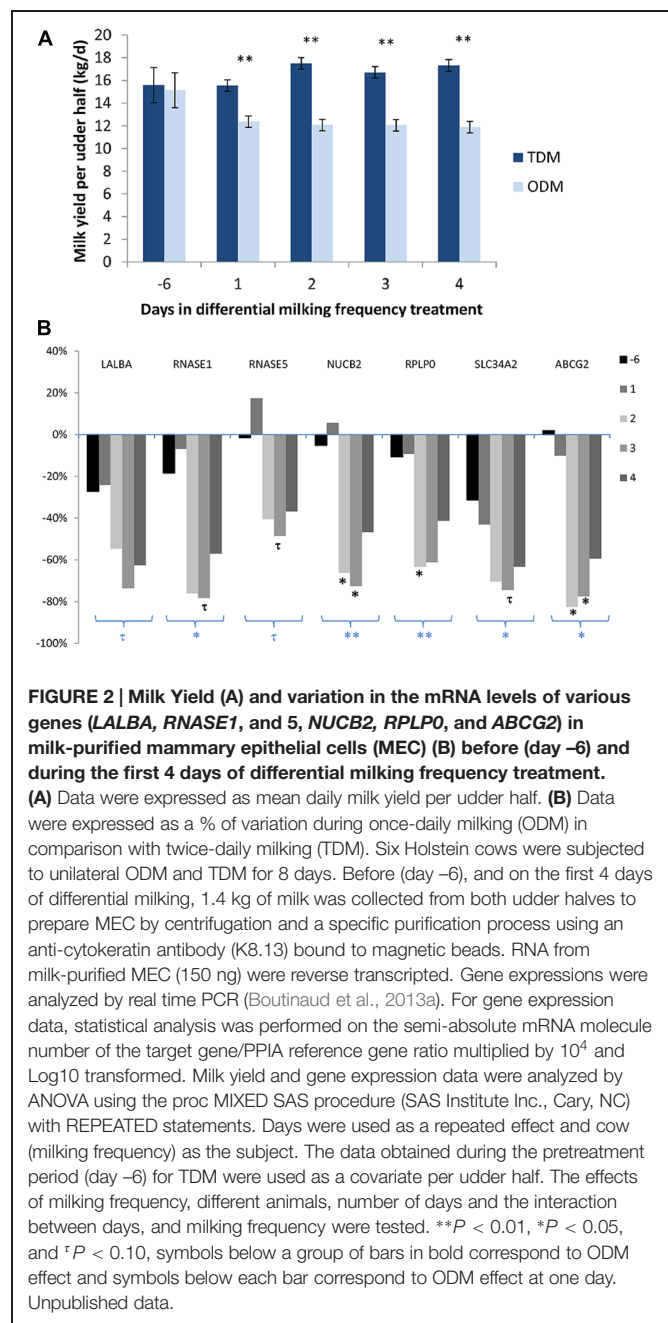 A
** ** ** **
20
18
16
14
12
10
8
6
4
2
0
Milk yield per udder half (kg/d)
TDM
ODM
-6 1 2 3 4
Days in differential milking frequency treatment
B
40%
20%
0%
-20%
-40%
-60%
-80%
-100%
LALBA RNASE1 RNASE5 NUCB2 RPLP0 SLC34A2 ABCG2
-6
1
2
3
4
τ τ * * * τ * *
τ * τ ** ** * *
FIGURE 2 | Milk Yield (A) and variation in the mRNA levels of various
genes (LALBA, RNASE1, and 5, NUCB2, RPLP0, and ABCG2) in
milk-purified mammary epithelial cells (MEC) (B) before (day –6) and
during the first 4 days of differential milking frequency treatment.
(A) Data were expressed as mean daily milk yield per udder half. (B) Data
were expressed as a % of variation during once-daily milking (ODM) in
comparison with twice-daily milking (TDM). Six Holstein cows were subjected
to unilateral ODM and TDM for 8 days. Before (day –6), and on the first 4 days
of differential milking, 1.4 kg of milk was collected from both udder halves to
prepare MEC by centrifugation and a specific purification process using an
anti-cytokeratin antibody (K8.13) bound to magnetic beads. RNA from
milk-purified MEC (150 ng) were reverse transcripted. Gene expressions were
analyzed by real time PCR (Boutinaud et al., 2013a). For gene expression
data, statistical analysis was performed on the semi-absolute mRNA molecule
number of the target gene/PPIA reference gene ratio multiplied by 10⁴ and
Log10 transformed. Milk yield and gene expression data were analyzed by
ANOVA using the proc MIXED SAS procedure (SAS Institute Inc., Cary, NC)
with REPEATED statements. Days were used as a repeated effect and cow
(milking frequency) as the subject. The data obtained during the pretreatment
period (day –6) for TDM were used as a covariate per udder half. The effects
of milking frequency, different animals, number of days and the interaction
between days, and milking frequency were tested. **P < 0.01, *P < 0.05,
and τP < 0.10, symbols below a group of bars in bold correspond to ODM
effect and symbols below each bar correspond to ODM effect at one day.
Unpublished data.